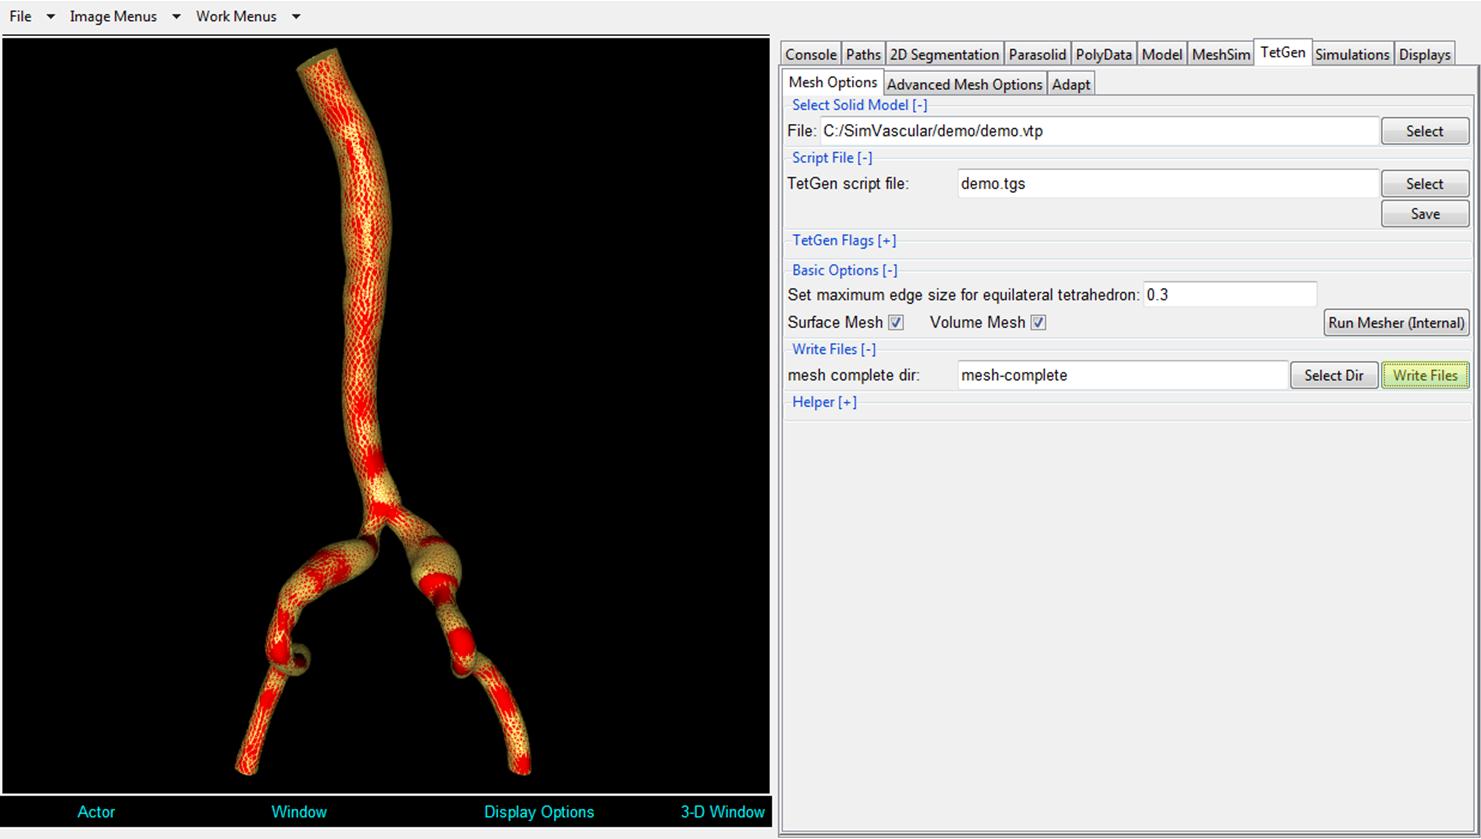 File Image Menus Work Menus
Console Paths 2D Segmentation Parasolid PolyData Model MeshSim TetGen Simulations Displays
Mesh Options Advanced Mesh Options Adapt
Select Solid Model [-]
File: C:/SimVascular/demo/demo.vtp Select
Script File [-]
TetGen script file: demo.tgs Select
Save
TetGen Flags [+]
Basic Options [-]
Set maximum edge size for equilateral tetrahedron: 0.3
Surface Mesh Volume Mesh Run Mesher (Internal)
Write Files [-]
mesh complete dir: mesh-complete Select Dir Write Files
Helper [+]
Actor Window Display Options 3-D Window